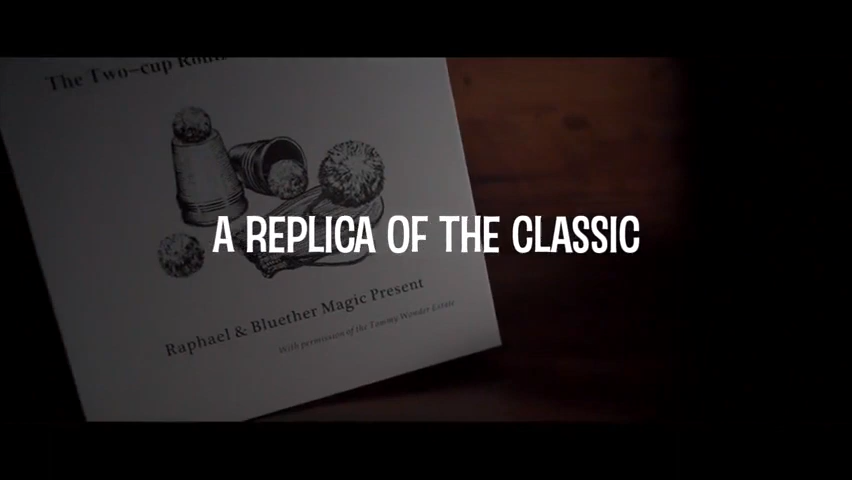 The Two-cup
A REPLICA OF THE CLASSIC
Raphael & Bluether Magic Present
With permission of the Tommy Wonder Estate